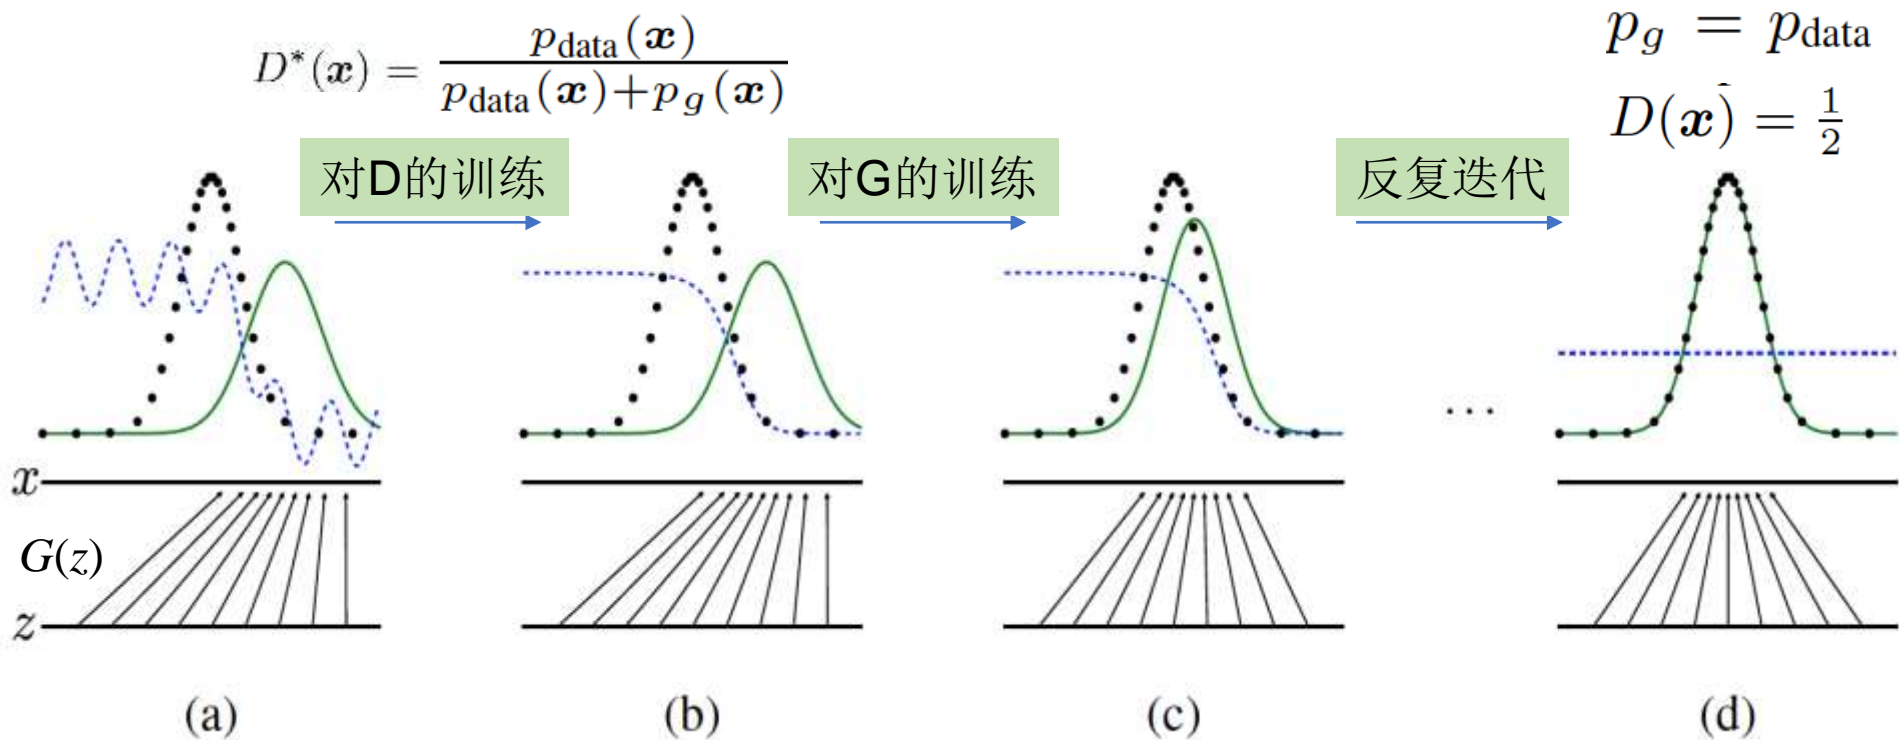 p_g = p_data
D*(x) = p_data(x) / p_data(x)+p_g(x)
D(x) = 1/2
对D的训练
对G的训练
反复迭代
...
x
G(z)
z
(a)
(b)
(c)
(d)